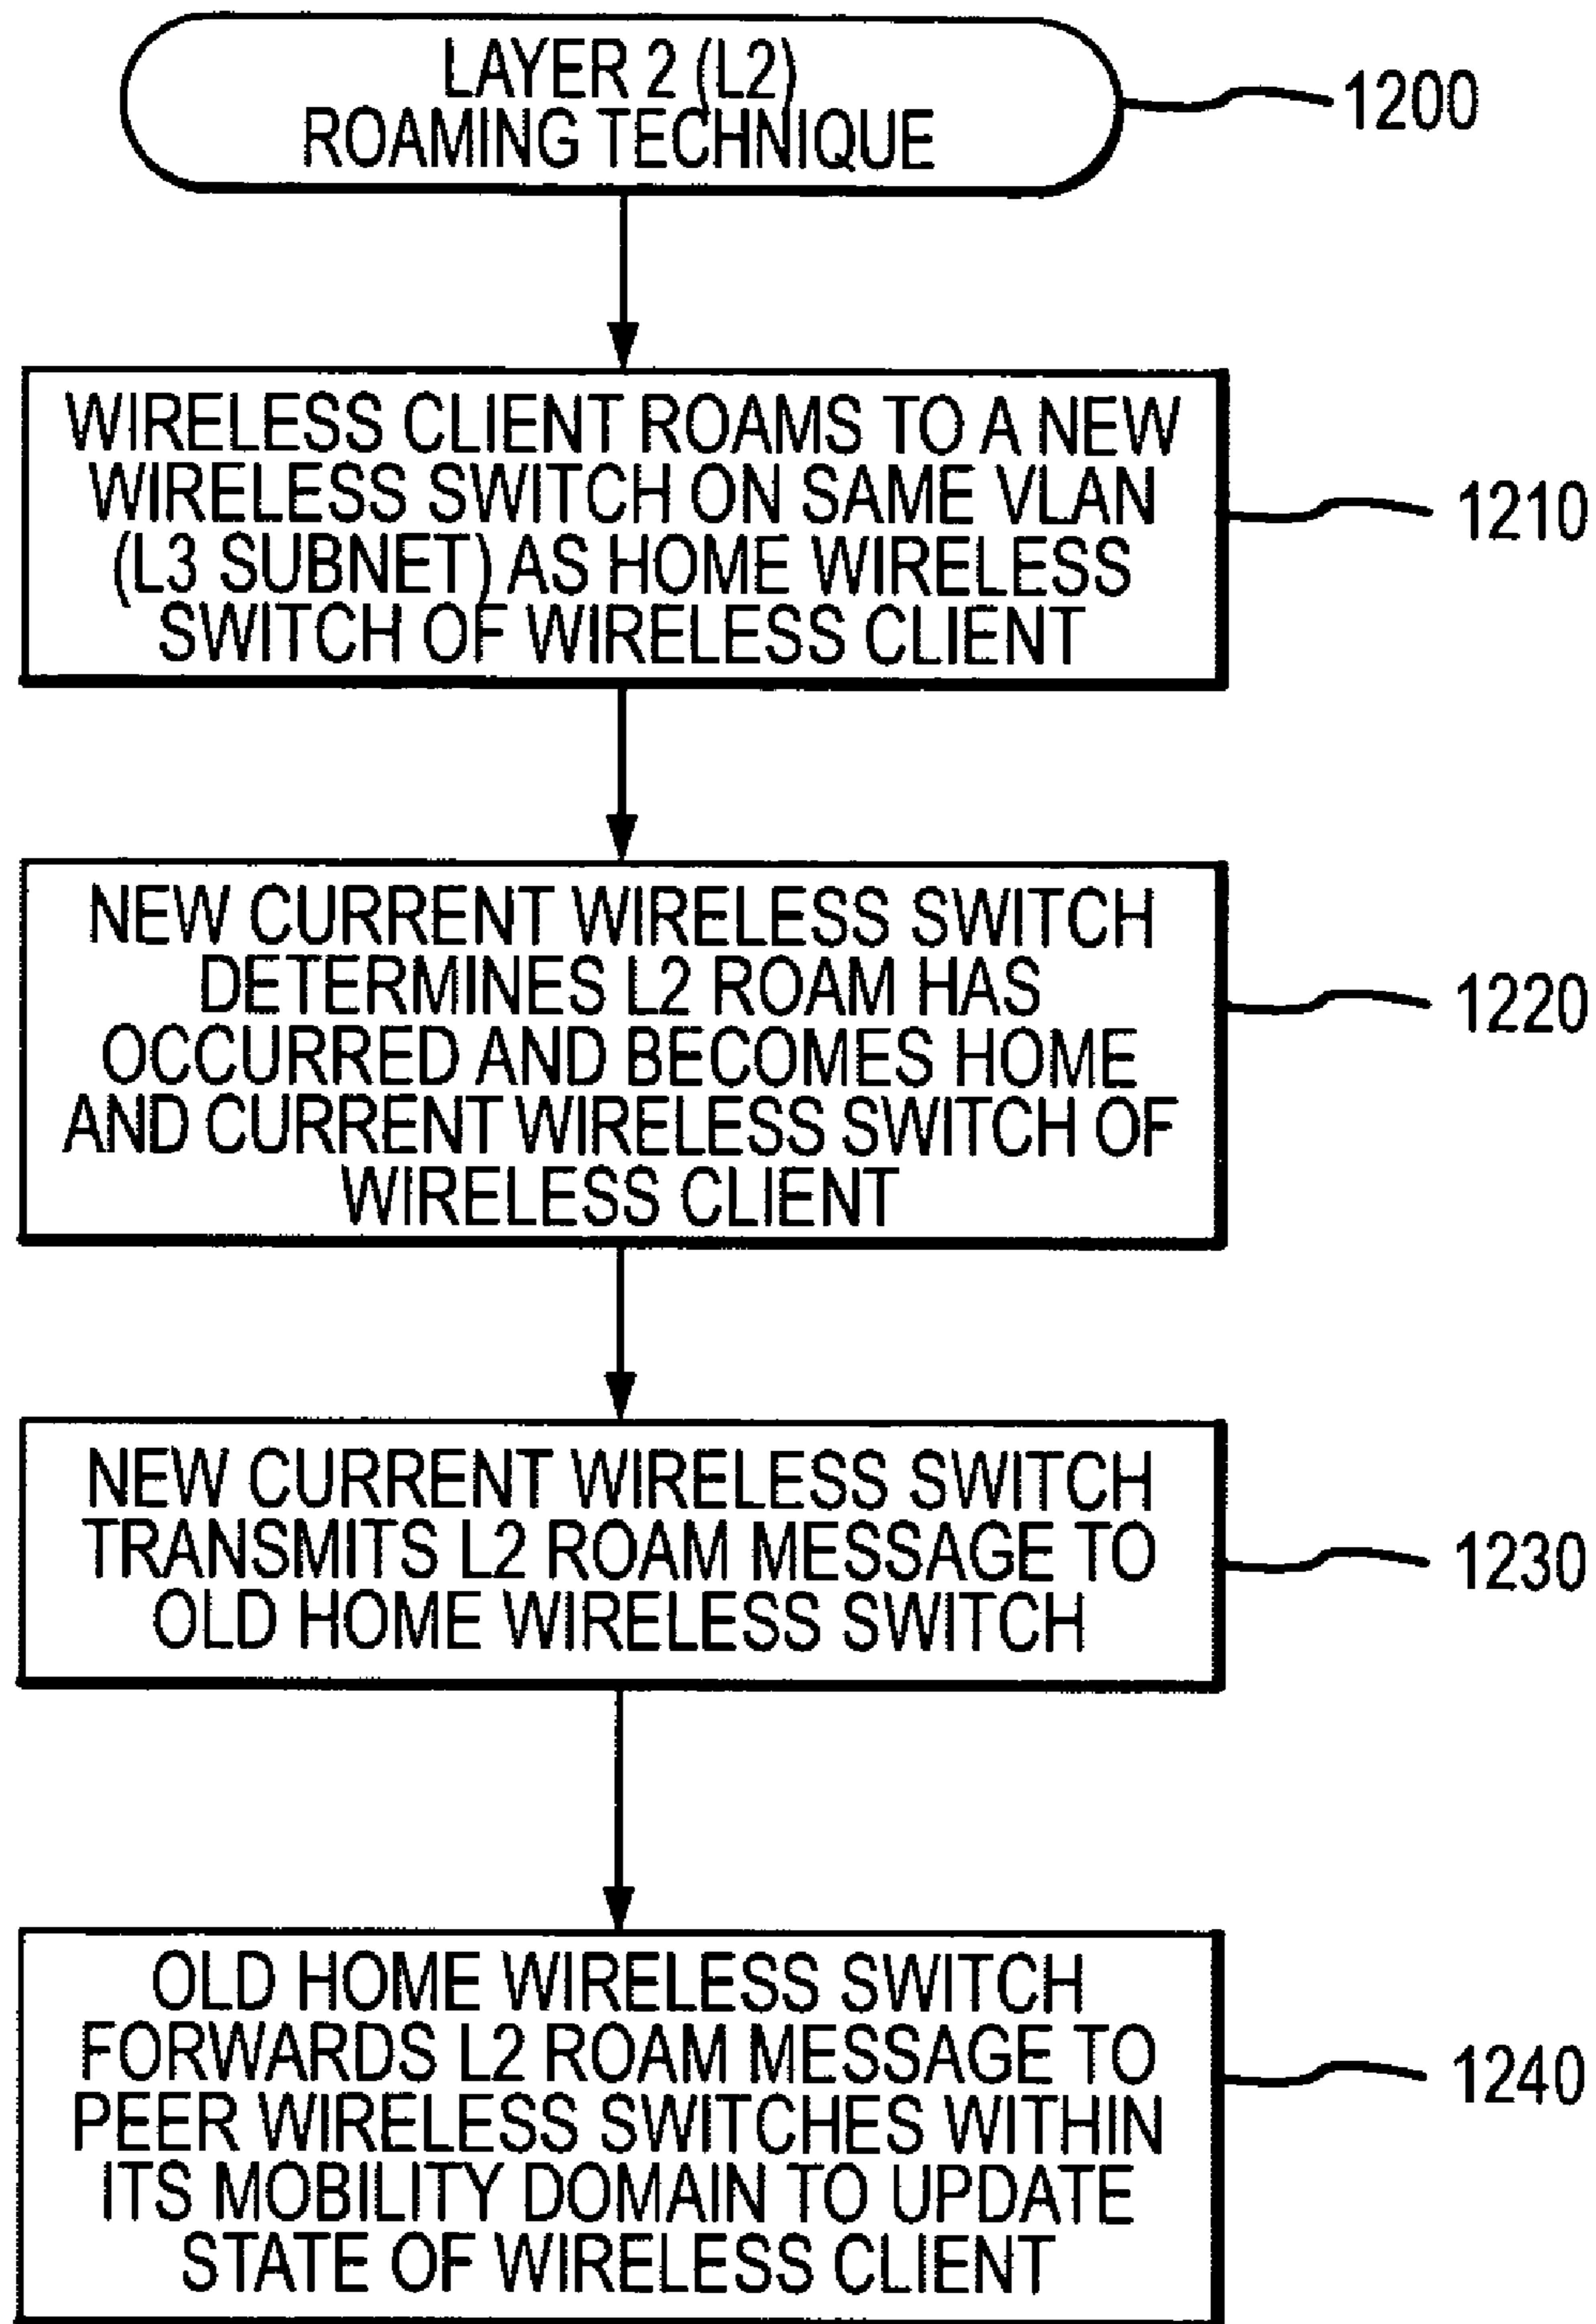 LAYER 2 (L2)
ROAMING TECHNIQUE
1200
WIRELESS CLIENT ROAMS TO A NEW
WIRELESS SWITCH ON SAME VLAN
(L3 SUBNET) AS HOME WIRELESS
SWITCH OF WIRELESS CLIENT
1210
NEW CURRENT WIRELESS SWITCH
DETERMINES L2 ROAM HAS
OCCURRED AND BECOMES HOME
AND CURRENT WIRELESS SWITCH OF
WIRELESS CLIENT
1220
NEW CURRENT WIRELESS SWITCH
TRANSMITS L2 ROAM MESSAGE TO
OLD HOME WIRELESS SWITCH
1230
OLD HOME WIRELESS SWITCH
FORWARDS L2 ROAM MESSAGE TO
PEER WIRELESS SWITCHES WITHIN
ITS MOBILITY DOMAIN TO UPDATE
STATE OF WIRELESS CLIENT
1240